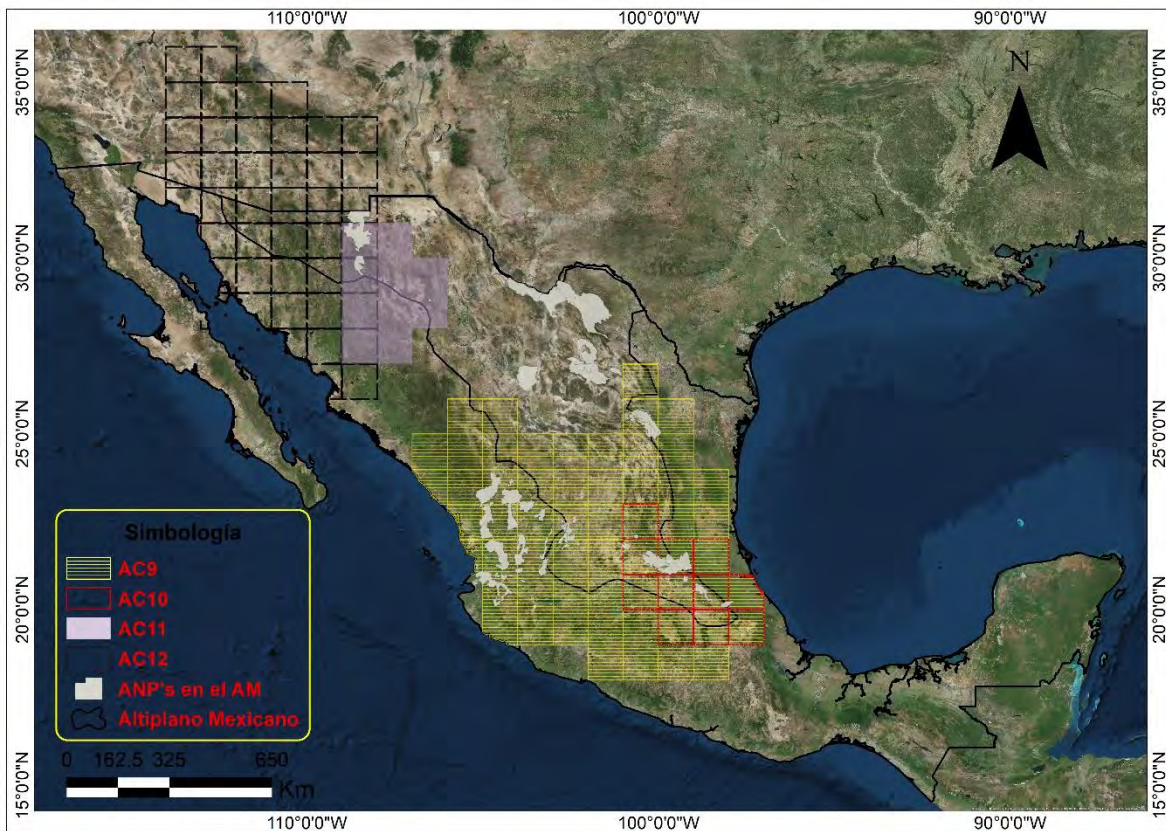 110°0'0"W 100°0'0"W 90°0'0"W
35°0'0"N 35°0'0"N
N
30°0'0"N 30°0'0"N
25°0'0"N 25°0'0"N
20°0'0"N 20°0'0"N
15°0'0"N 15°0'0"N
Simbología
AC9
AC10
AC11
AC12
ANP's en el AM
Altiplano Mexicano
0 162.5 325 650
Km
110°0'0"W 100°0'0"W 90°0'0"W